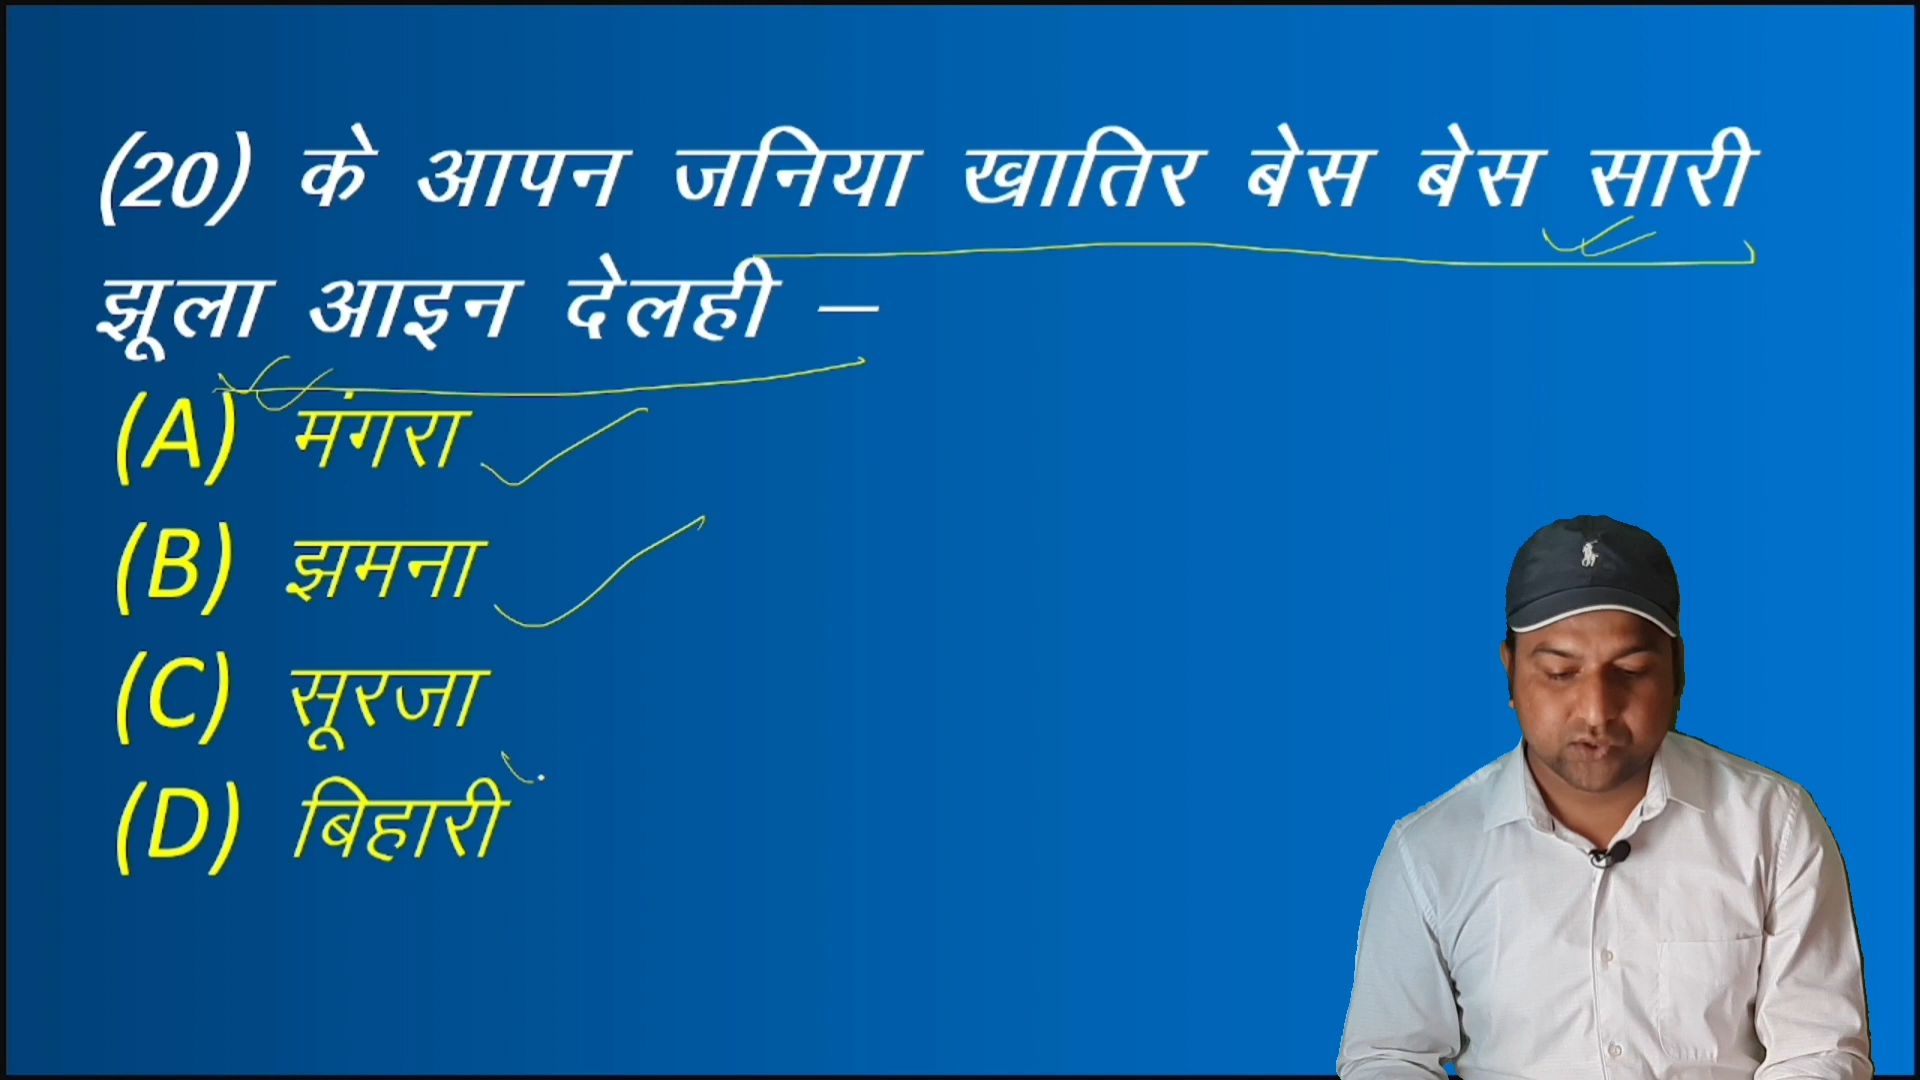 (20) के आपन जनिया खातिर बेस बेस सारी
झूला आइन देलही –
(A) मंगरा
(B) झमना
(C) सूरजा
(D) बिहारी